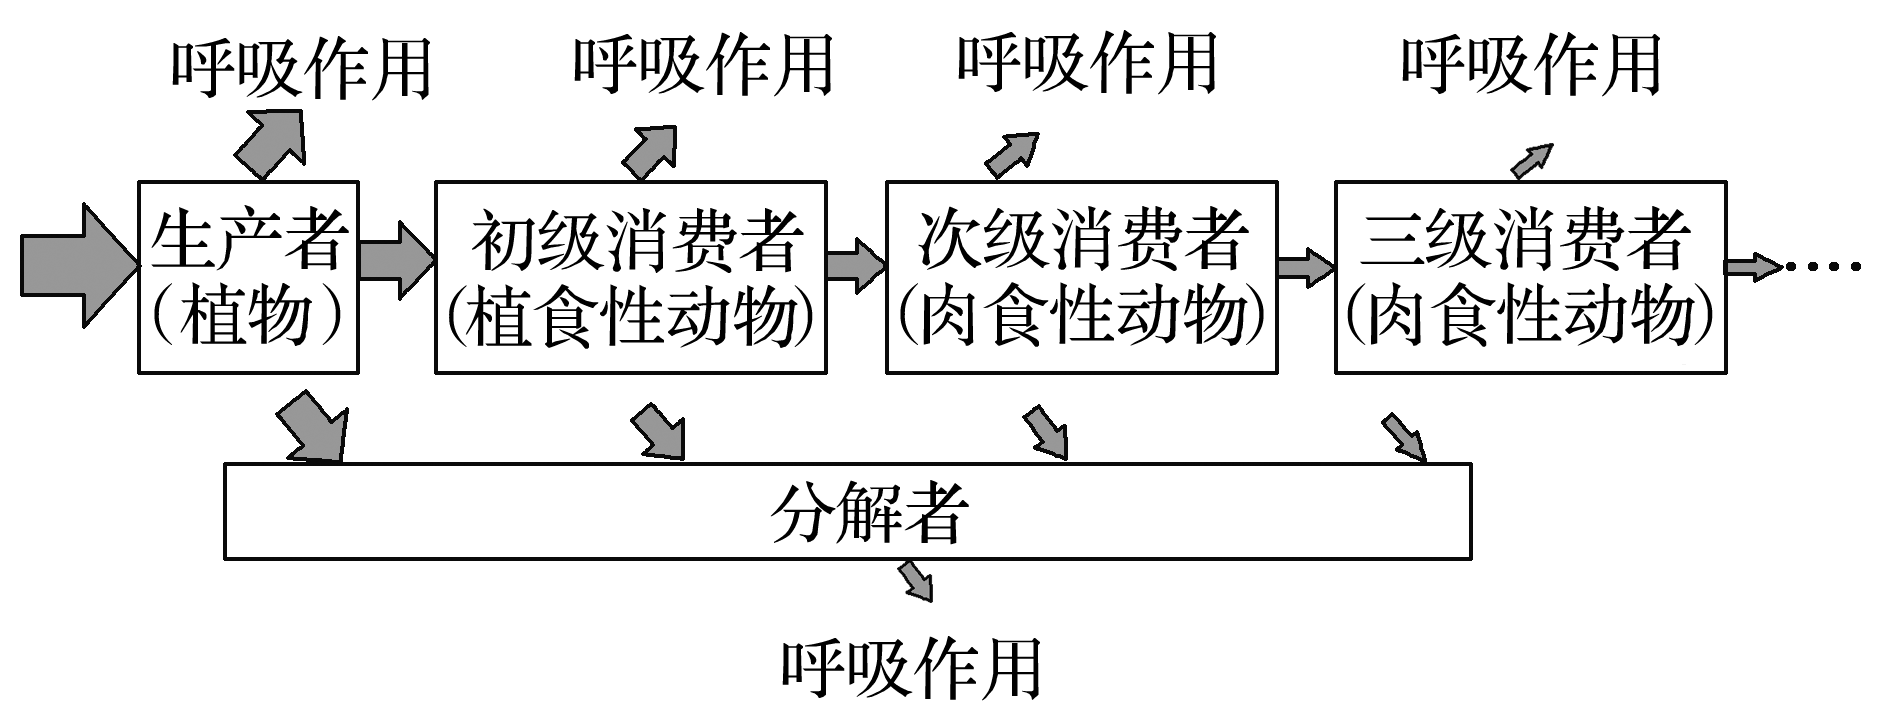 呼吸作用
呼吸作用
呼吸作用
呼吸作用
生产者
(植物)
初级消费者
(植食性动物)
次级消费者
(肉食性动物)
三级消费者
(肉食性动物)
····
分解者
呼吸作用